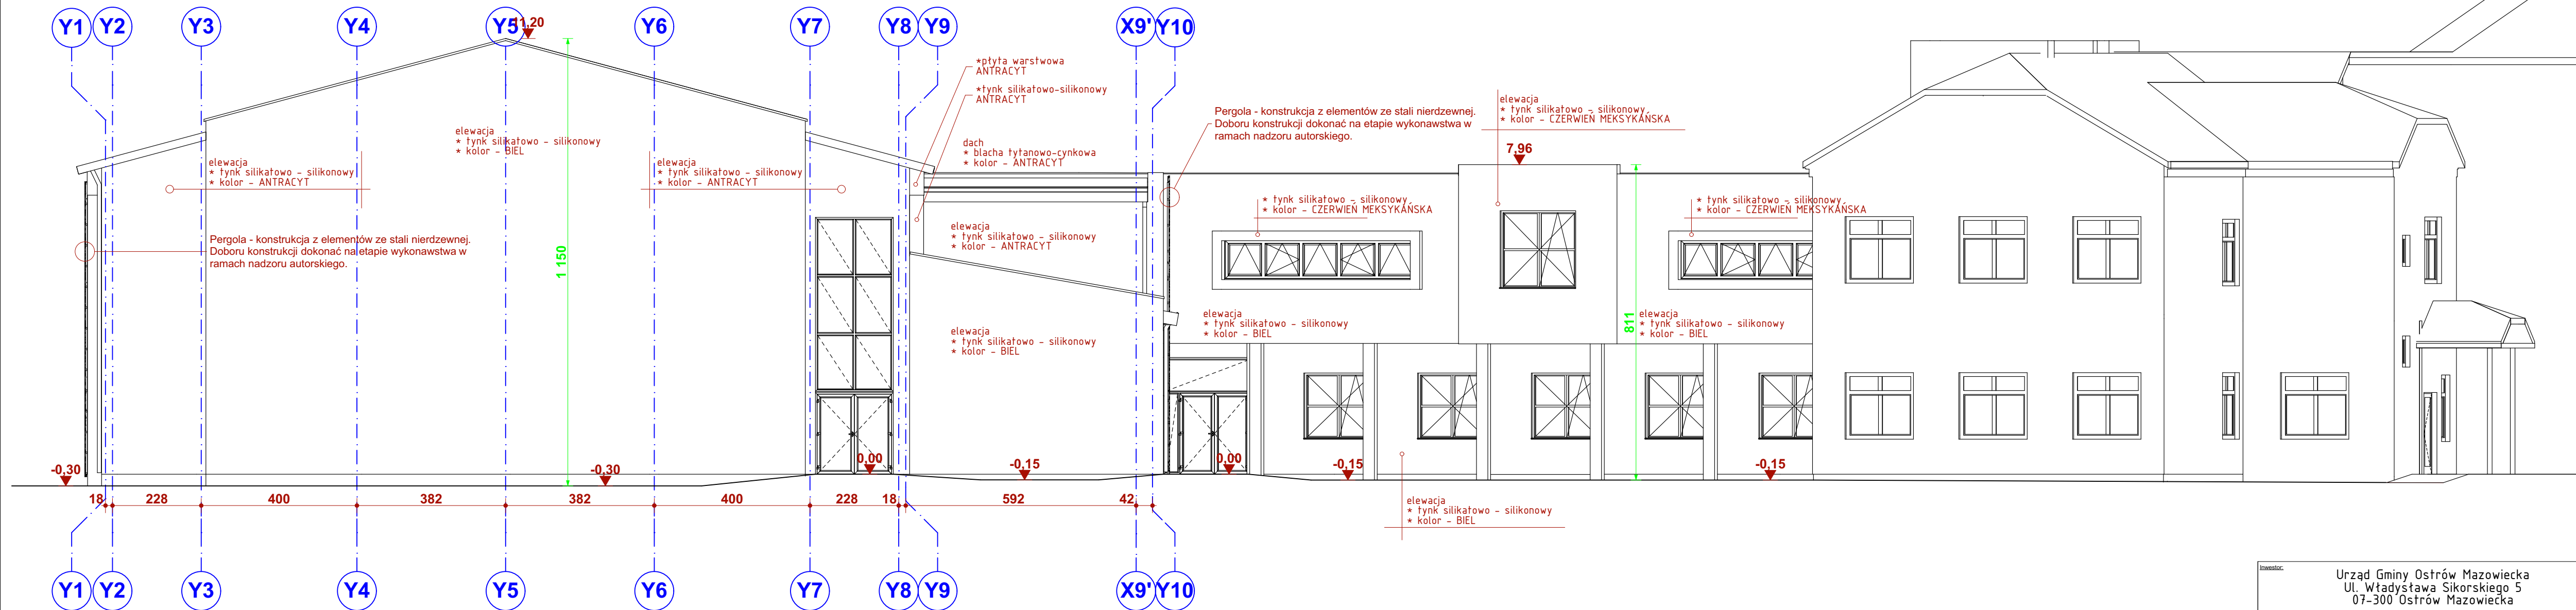 Y1 Y2 Y3 Y4 Y5 Y6 Y7 Y8 Y9 X9' Y10
11,20
*płyta warstwowa
ANTRACYT
*tynk silikatowo-silikonowy
ANTRACYT
elewacja
* tynk silikatowo - silikonowy
* kolor - BIEL
elewacja
* tynk silikatowo - silikonowy
* kolor - ANTRACYT
elewacja
* tynk silikatowo - silikonowy
* kolor - ANTRACYT
dach
* blacha tytanowo-cynkowa
* kolor - ANTRACYT
Pergola - konstrukcja z elementów ze stali nierdzewnej.
Doboru konstrukcji dokonać na etapie wykonawstwa w
ramach nadzoru autorskiego.
elewacja
* tynk silikatowo - silikonowy
* kolor - CZERWIEŃ MEKSYKAŃSKA
7,96
* tynk silikatowo - silikonowy
* kolor - CZERWIEŃ MEKSYKAŃSKA
* tynk silikatowo - silikonowy
* kolor - CZERWIEŃ MEKSYKAŃSKA
Pergola - konstrukcja z elementów ze stali nierdzewnej.
Doboru konstrukcji dokonać na etapie wykonawstwa w
ramach nadzoru autorskiego.
1 150
elewacja
* tynk silikatowo - silikonowy
* kolor - ANTRACYT
elewacja
* tynk silikatowo - silikonowy
* kolor - BIEL
elewacja
* tynk silikatowo - silikonowy
* kolor - BIEL
811
elewacja
* tynk silikatowo - silikonowy
* kolor - BIEL
-0,30 -0,30 0,00 -0,15 0,00 -0,15 -0,15
18 228 400 382 382 400 228 18 592 42
elewacja
* tynk silikatowo - silikonowy
* kolor - BIEL
Y1 Y2 Y3 Y4 Y5 Y6 Y7 Y8 Y9 X9' Y10
Inwestor:
Urząd Gminy Ostrów Mazowiecka
Ul. Władysława Sikorskiego 5
07-300 Ostrów Mazowiecka